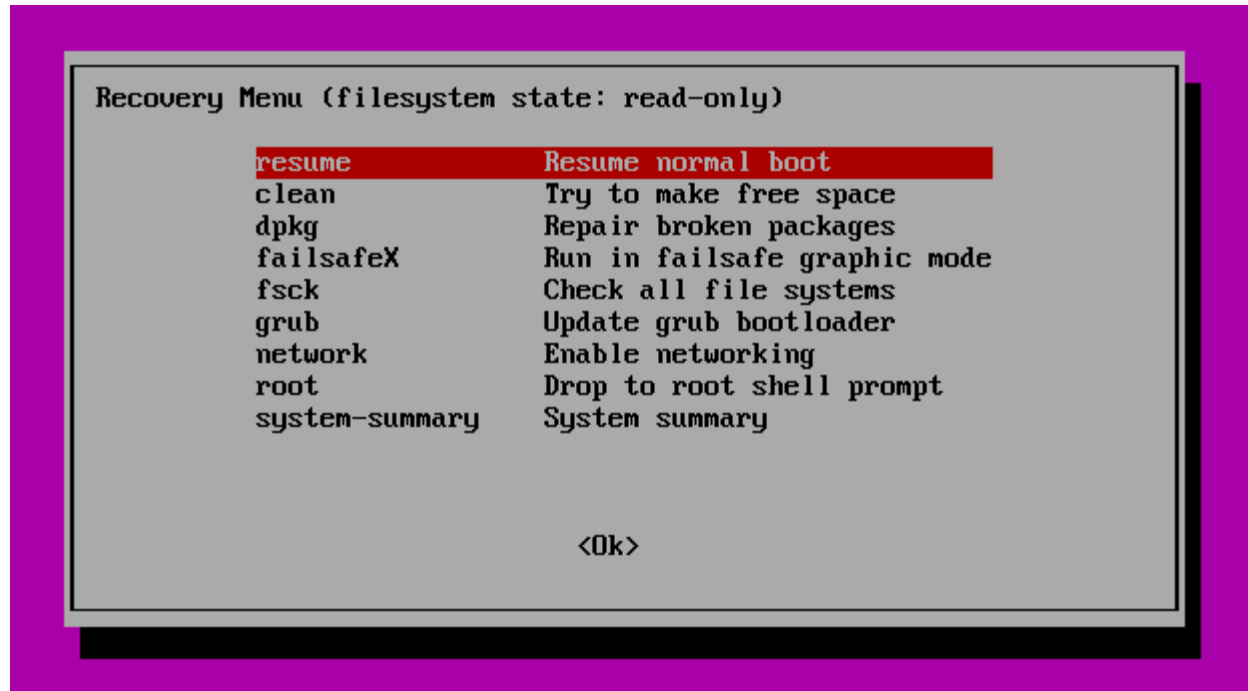 Recovery Menu (filesystem state: read-only)
resume Resume normal boot
clean Try to make free space
dpkg Repair broken packages
failsafeX Run in failsafe graphic mode
fsck Check all file systems
grub Update grub bootloader
network Enable networking
root Drop to root shell prompt
system-summary System summary
<Ok>